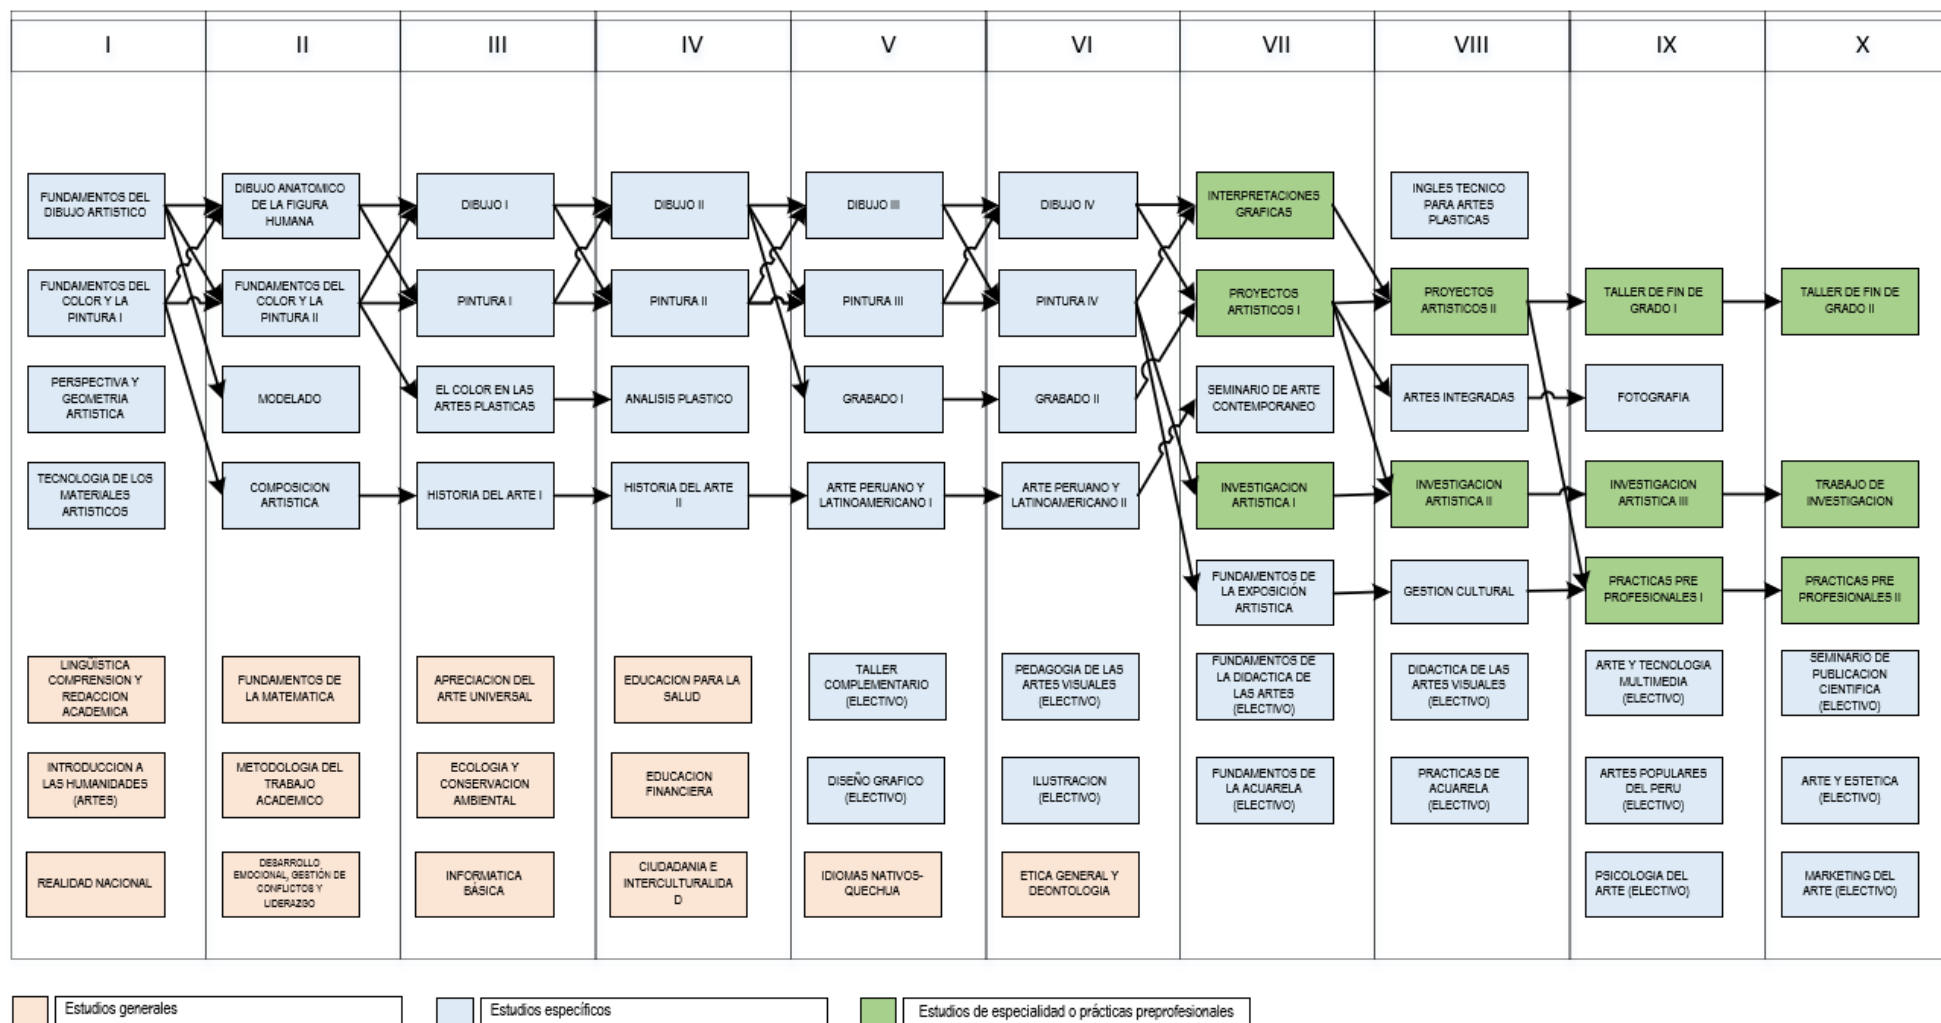 I
II
III
IV
V
VI
VII
VIII
IX
X
FUNDAMENTOS DEL
DIBUJO ARTISTICO
DIBUJO ANATOMICO
DE LA FIGURA
HUMANA
DIBUJO I
DIBUJO II
DIBUJO III
DIBUJO IV
INTERPRETACIONES
GRAFICAS
INGLES TECNICO
PARA ARTES
PLASTICAS
FUNDAMENTOS DEL
COLOR Y LA
PINTURA I
FUNDAMENTOS DEL
COLOR Y LA
PINTURA II
PINTURA I
PINTURA II
PINTURA III
PINTURA IV
PROYECTOS
ARTISTICOS I
PROYECTOS
ARTISTICOS II
TALLER DE FIN DE
GRADO I
TALLER DE FIN DE
GRADO II
PERSPECTIVA Y
GEOMETRIA
ARTISTICA
MODELADO
EL COLOR EN LAS
ARTES PLASTICAS
ANALISIS PLASTICO
GRABADO I
GRABADO II
SEMINARIO DE ARTE
CONTEMPORANEO
ARTES INTEGRADAS
FOTOGRAFIA
TECNOLOGIA DE LOS
MATERIALES
ARTISTICOS
COMPOSICION
ARTISTICA
HISTORIA DEL ARTE I
HISTORIA DEL ARTE
II
ARTE PERUANO Y
LATINOAMERICANO I
ARTE PERUANO Y
LATINOAMERICANO II
INVESTIGACION
ARTISTICA I
INVESTIGACION
ARTISTICA II
INVESTIGACION
ARTISTICA III
TRABAJO DE
INVESTIGACION
FUNDAMENTOS DE
LA EXPOSICIÓN
ARTISTICA
GESTION CULTURAL
PRACTICAS PRE
PROFESIONALES I
PRACTICAS PRE
PROFESIONALES II
LINGÜISTICA
COMPRENSION Y
REDACCION
ACADEMICA
FUNDAMENTOS DE
LA MATEMATICA
APRECIACION DEL
ARTE UNIVERSAL
EDUCACION PARA LA
SALUD
TALLER
COMPLEMENTARIO
(ELECTIVO)
PEDAGOGIA DE LAS
ARTES VISUALES
(ELECTIVO)
FUNDAMENTOS DE
LA DIDACTICA DE
LAS ARTES
(ELECTIVO)
DIDACTICA DE LAS
ARTES VISUALES
(ELECTIVO)
ARTE Y TECNOLOGIA
MULTIMEDIA
(ELECTIVO)
SEMINARIO DE
PUBLICACION
CIENTIFICA
(ELECTIVO)
INTRODUCCION A
LAS HUMANIDADES
(ARTES)
METODOLOGIA DEL
TRABAJO
ACADEMICO
ECOLOGIA Y
CONSERVACION
AMBIENTAL
EDUCACION
FINANCIERA
DISEÑO GRAFICO
(ELECTIVO)
ILUSTRACION
(ELECTIVO)
FUNDAMENTOS DE
LA ACUARELA
(ELECTIVO)
PRACTICAS DE
ACUARELA
(ELECTIVO)
ARTES POPULARES
DEL PERU
(ELECTIVO)
ARTE Y ESTETICA
(ELECTIVO)
REALIDAD NACIONAL
DESARROLLO
EMOCIONAL, GESTIÓN DE
CONFLICTOS Y
LIDERAZGO
INFORMATICA
BÁSICA
CIUDADANIA E
INTERCULTURALIDA
D
IDIOMAS NATIVOS-
QUECHUA
ETICA GENERAL Y
DEONTOLOGIA
PSICOLOGIA DEL
ARTE (ELECTIVO)
MARKETING DEL
ARTE (ELECTIVO)
Estudios generales
Estudios específicos
Estudios de especialidad o prácticas preprofesionales